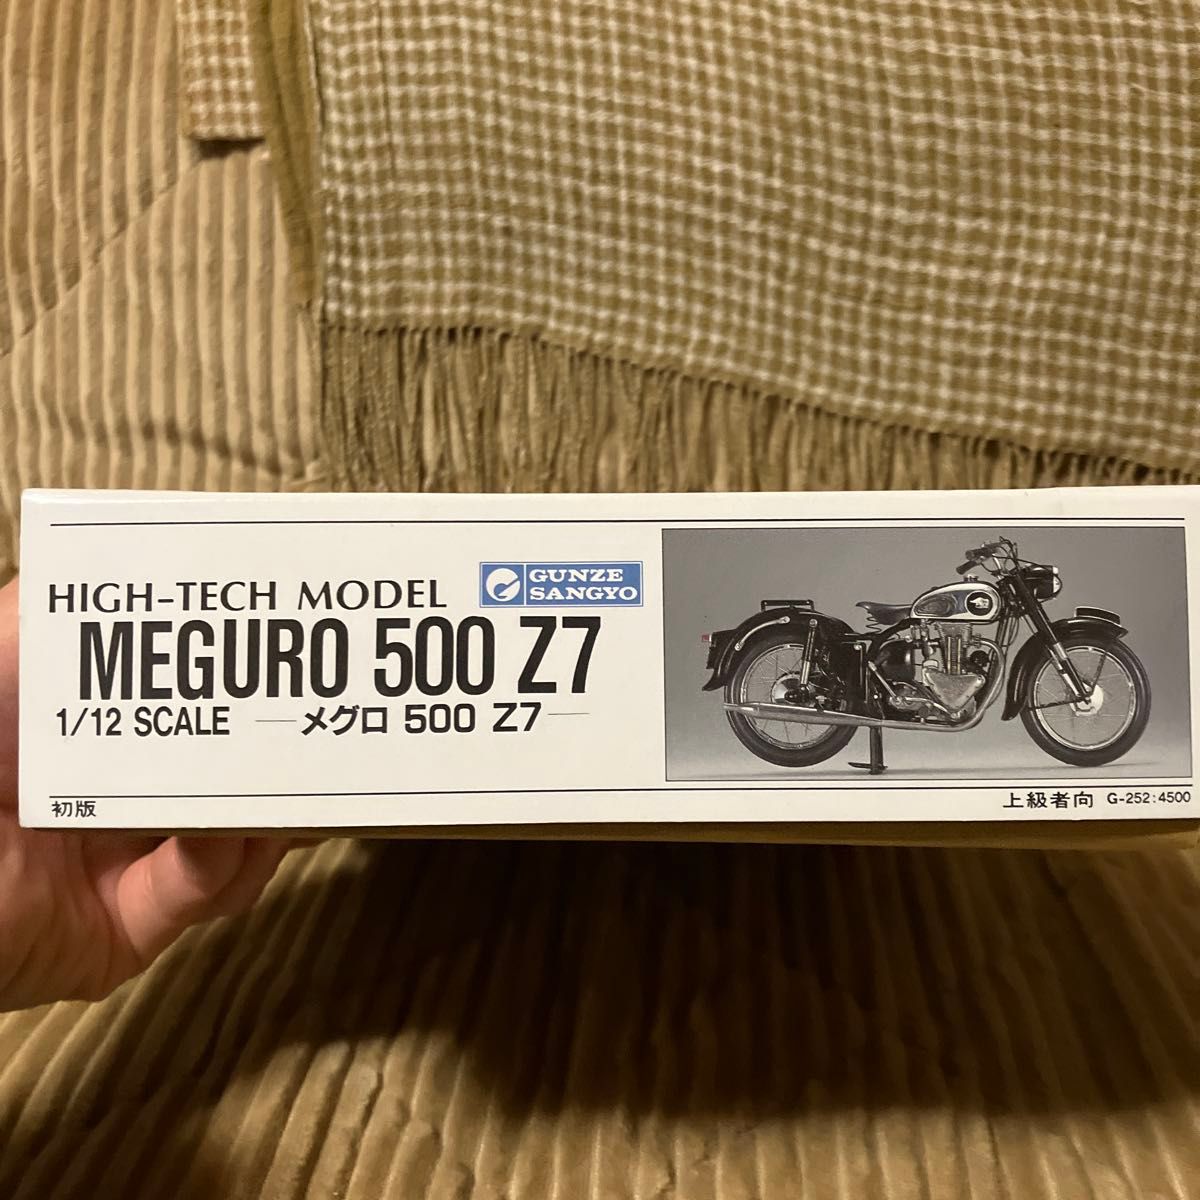 HIGH-TECH MODEL
GUNZE
SANGYO
MEGURO 500 Z7
1/12 SCALE —メグロ 500 Z7—
初版
上級者向 G-252:4500